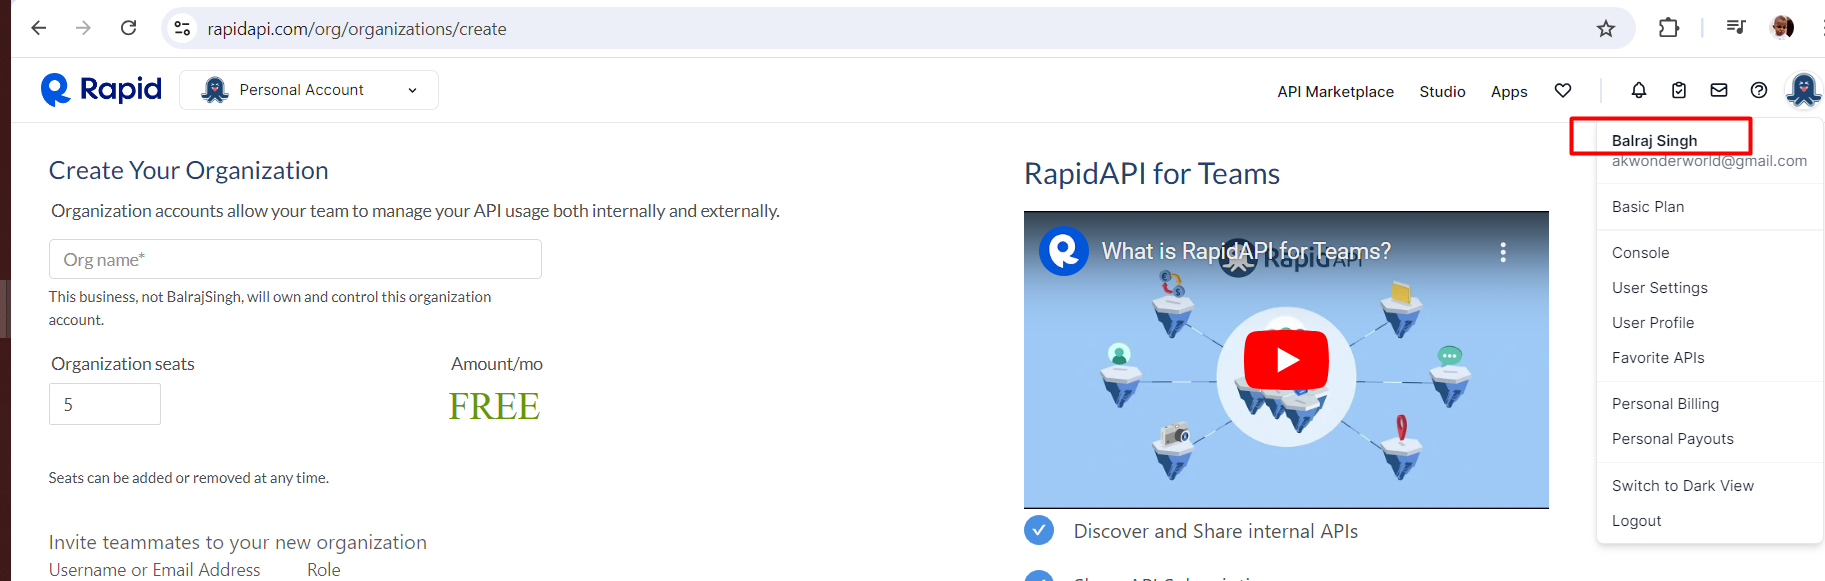 rapidapi.com/org/organizations/create
Rapid
Personal Account
API Marketplace
Studio
Apps
Create Your Organization
Organization accounts allow your team to manage your API usage both internally and externally.
Org name*
This business, not BalrajSingh, will own and control this organization
account.
Organization seats
Amount/mo
5
FREE
Seats can be added or removed at any time.
Invite teammates to your new organization
Username or Email Address
Role
RapidAPI for Teams
What is RapidAPI for Teams?
Rapid API
Discover and Share internal APIs
Balraj Singh
akwonderworld@gmail.com
Basic Plan
Console
User Settings
User Profile
Favorite APIs
Personal Billing
Personal Payouts
Switch to Dark View
Logout